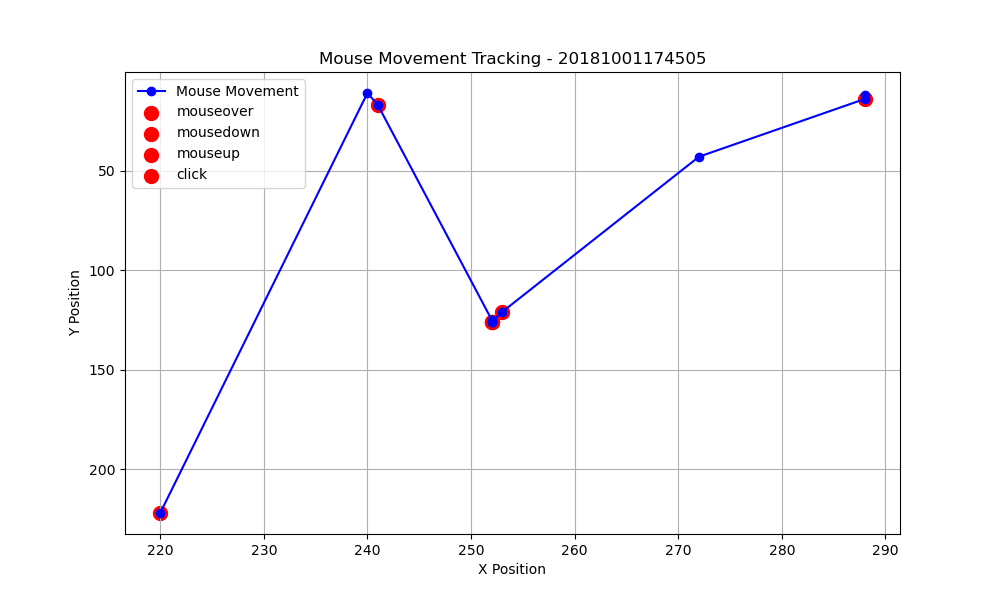 Mouse Movement Tracking - 20181001174505
Mouse Movement
mouseover
mousedown
mouseup
click
50
100
150
200
Y Position
220 230 240 250 260 270 280 290
X Position